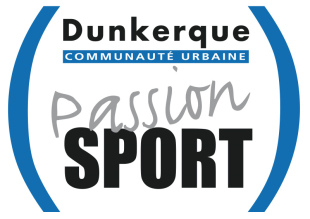 Dunkerque
COMMUNAUTÉ URBAINE
passion
SPORT